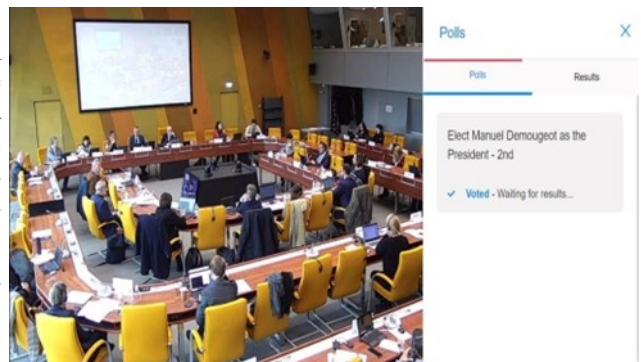 Polls
X
Polls
Results
Elect Manuel Demougeot as the
President - 2nd
Voted - Waiting for results...